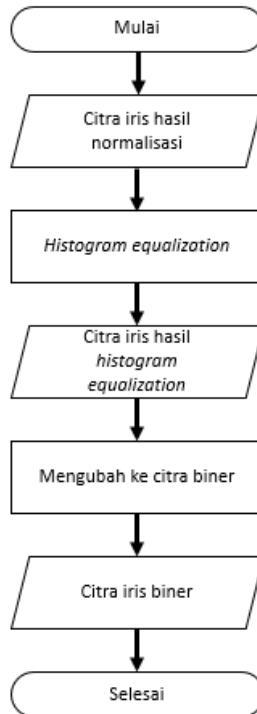 Mulai
Citra iris hasil
normalisasi
Histogram equalization
Citra iris hasil
histogram
equalization
Mengubah ke citra biner
Citra iris biner
Selesai